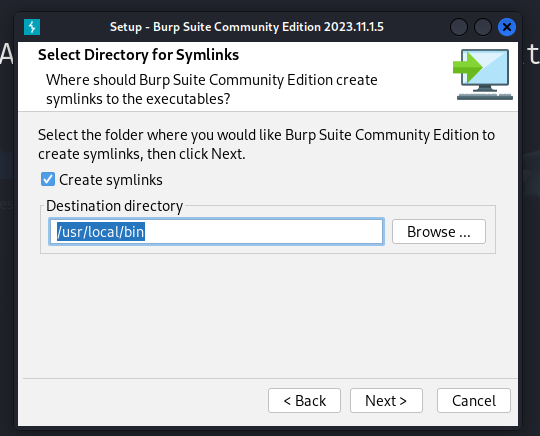 Setup - Burp Suite Community Edition 2023.11.1.5
Select Directory for Symlinks
Where should Burp Suite Community Edition create
symlinks to the executables?
Select the folder where you would like Burp Suite Community Edition to
create symlinks, then click Next.
Create symlinks
Destination directory
/usr/local/bin
Browse ...
< Back
Next >
Cancel